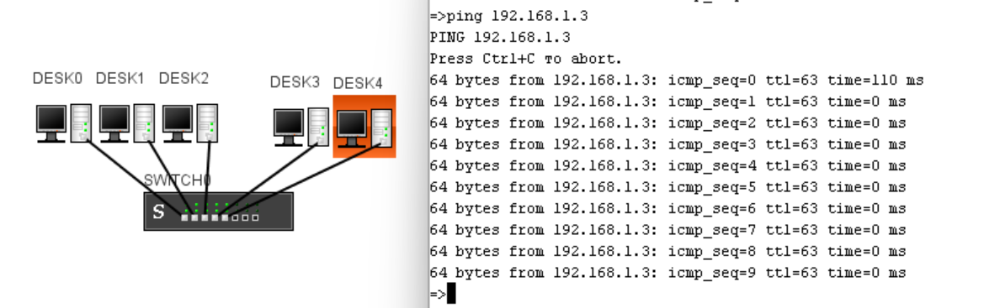 DESK0 DESK1 DESK2
DESK3 DESK4
SWITCH0
S
=>ping 192.168.1.3
PING 192.168.1.3
Press Ctrl+C to abort.
64 bytes from 192.168.1.3: icmp_seq=0 ttl=63 time=110 ms
64 bytes from 192.168.1.3: icmp_seq=1 ttl=63 time=0 ms
64 bytes from 192.168.1.3: icmp_seq=2 ttl=63 time=0 ms
64 bytes from 192.168.1.3: icmp_seq=3 ttl=63 time=0 ms
64 bytes from 192.168.1.3: icmp_seq=4 ttl=63 time=0 ms
64 bytes from 192.168.1.3: icmp_seq=5 ttl=63 time=0 ms
64 bytes from 192.168.1.3: icmp_seq=6 ttl=63 time=0 ms
64 bytes from 192.168.1.3: icmp_seq=7 ttl=63 time=0 ms
64 bytes from 192.168.1.3: icmp_seq=8 ttl=63 time=0 ms
64 bytes from 192.168.1.3: icmp_seq=9 ttl=63 time=0 ms
=>